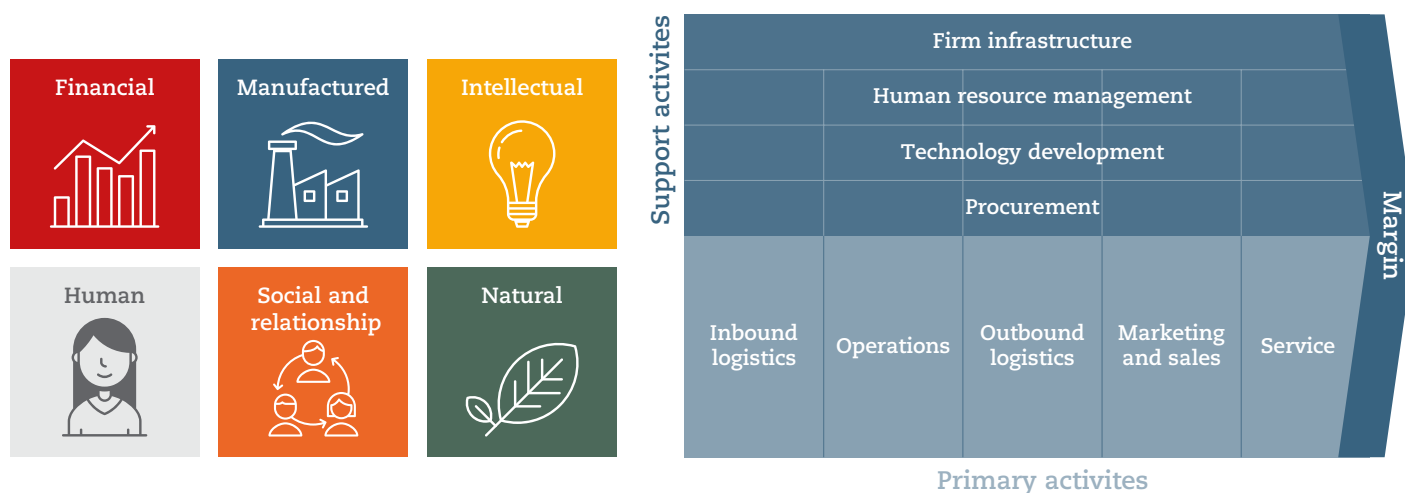 Financial
Manufactured
Intellectual
Human
Social and
relationship
Natural
Support activites
Firm infrastructure
Human resource management
Technology development
Procurement
Inbound
logistics
Operations
Outbound
logistics
Marketing
and sales
Service
Margin
Primary activites